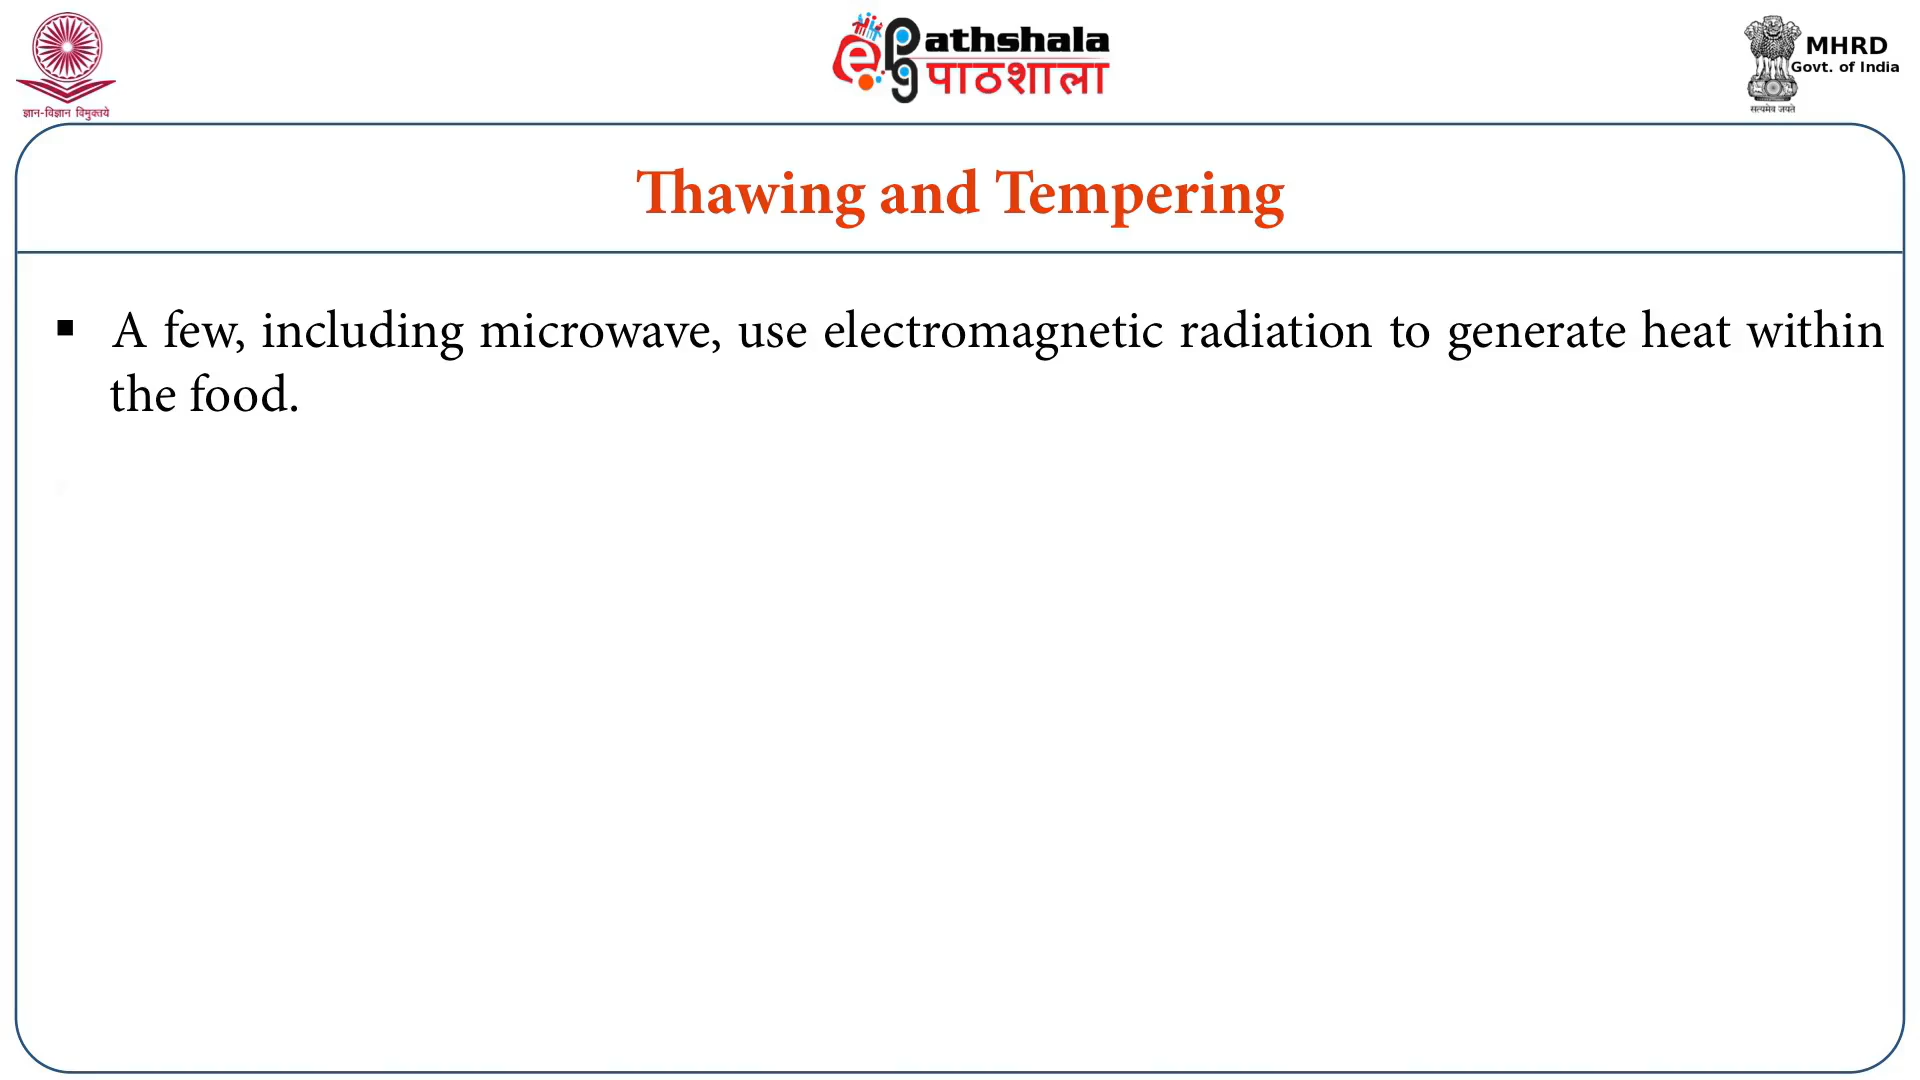 ज्ञान-विज्ञान विमुक्तये
ePathshala
पाठशाला
MHRD
Govt. of India
सत्यमेव जयते
Thawing and Tempering
▪ A few, including microwave, use electromagnetic radiation to generate heat within
the food.